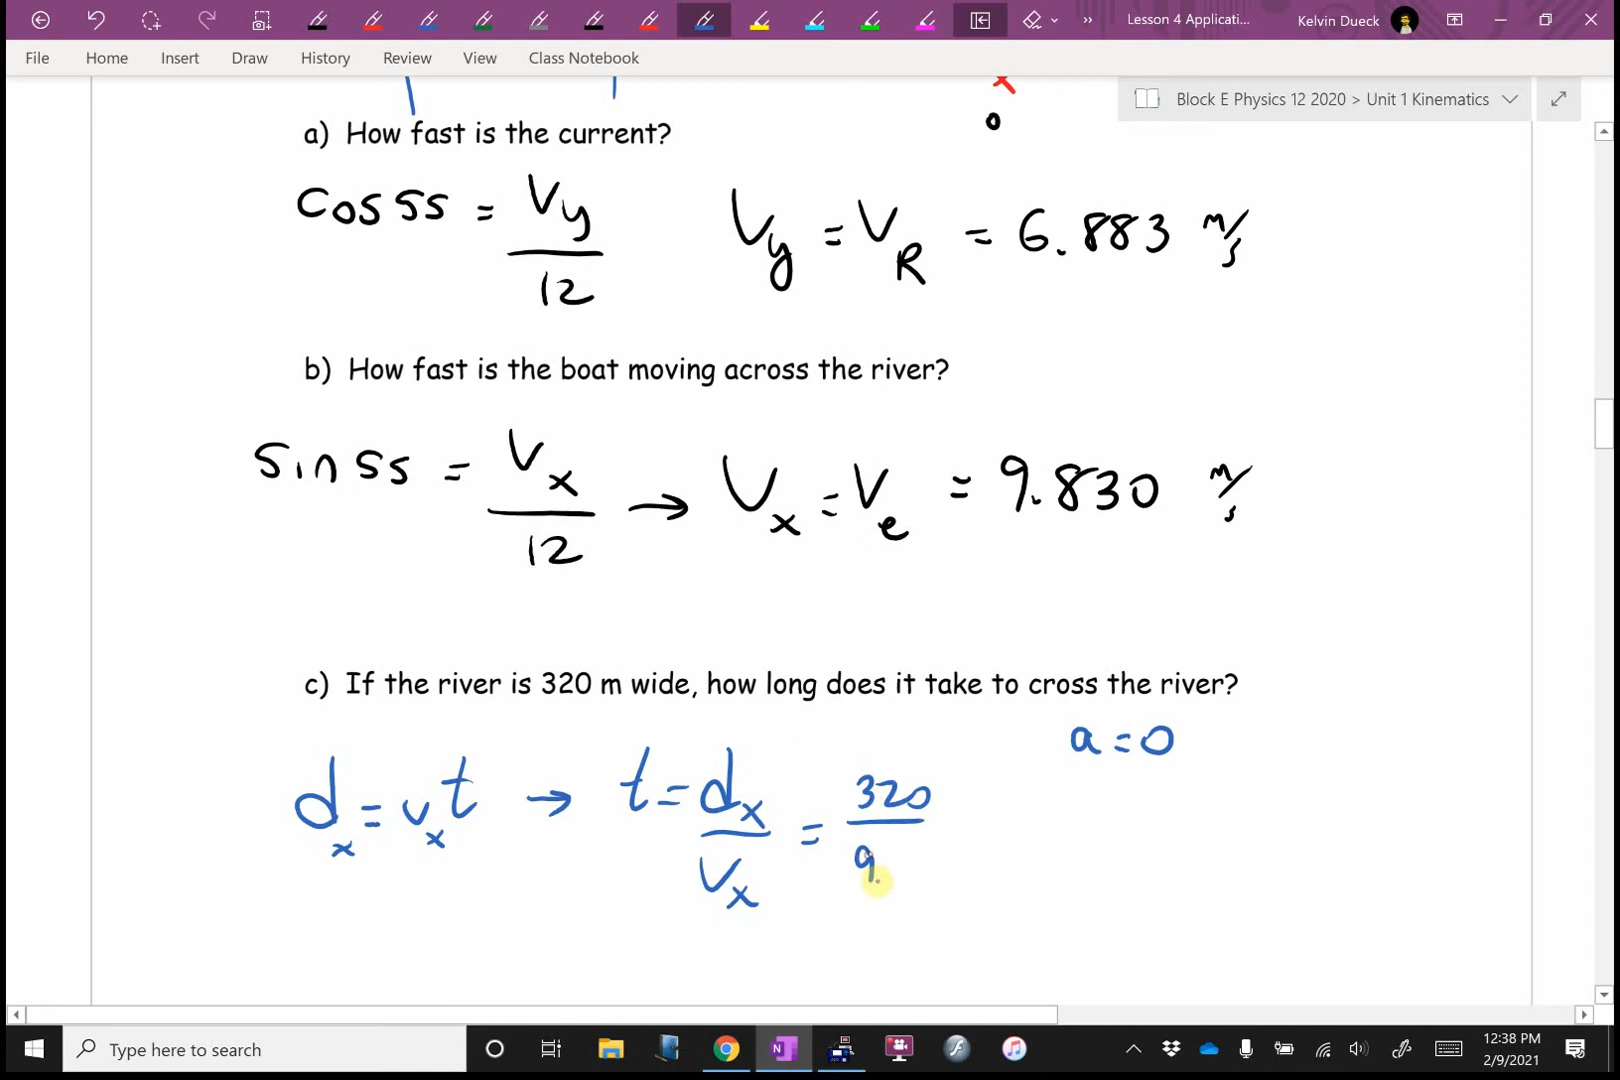 Lesson 4 Applicati...
Kelvin Dueck
File Home Insert Draw History Review View Class Notebook
Block E Physics 12 2020 > Unit 1 Kinematics
a) How fast is the current?
Cos 55 = Vy / 12
Vy = VR = 6.883 m/s
b) How fast is the boat moving across the river?
Sin 55 = Vx / 12 → Vx = Ve = 9.830 m/s
c) If the river is 320 m wide, how long does it take to cross the river?
a = 0
dx = vx t → t = dx / Vx = 320 / 9.
Type here to search
12:38 PM
2/9/2021